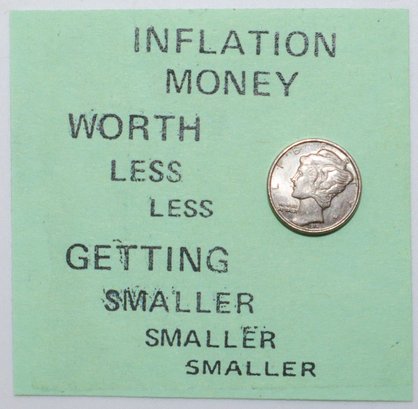 INFLATION
MONEY
WORTH
LESS
LESS
GETTING
SMALLER
SMALLER
SMALLER